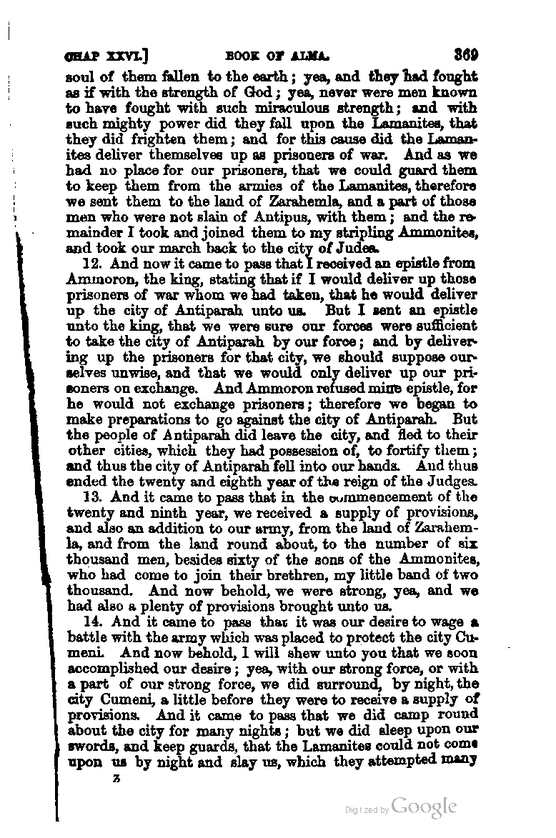 CHAP XXVI.] BOOK OF ALMA. 369
soul of them fallen to the earth; yea, and they had fought
as if with the strength of God; yea, never were men known
to have fought with such miraculous strength; and with
such mighty power did they fall upon the Lamanites, that
they did frighten them; and for this cause did the Laman-
ites deliver themselves up as prisoners of war. And as we
had no place for our prisoners, that we could guard them
to keep them from the armies of the Lamanites, therefore
we sent them to the land of Zarahemla, and a part of those
men who were not slain of Antipus, with them; and the re-
mainder I took and joined them to my stripling Ammonites,
and took our march back to the city of Judea.
12. And now it came to pass that I received an epistle from
Ammoron, the king, stating that if I would deliver up those
prisoners of war whom we had taken, that he would deliver
up the city of Antiparah unto us. But I sent an epistle
unto the king, that we were sure our forces were sufficient
to take the city of Antiparah by our force; and by deliver-
ing up the prisoners for that city, we should suppose our-
selves unwise, and that we would only deliver up our pri-
soners on exchange. And Ammoron refused mine epistle, for
he would not exchange prisoners; therefore we began to
make preparations to go against the city of Antiparah. But
the people of Antiparah did leave the city, and fled to their
other cities, which they had possession of, to fortify them;
and thus the city of Antiparah fell into our hands. And thus
ended the twenty and eighth year of the reign of the Judges.
13. And it came to pass that in the commencement of the
twenty and ninth year, we received a supply of provisions,
and also an addition to our army, from the land of Zarahem-
la, and from the land round about, to the number of six
thousand men, besides sixty of the sons of the Ammonites,
who had come to join their brethren, my little band of two
thousand. And now behold, we were strong, yea, and we
had also a plenty of provisions brought unto us.
14. And it came to pass that it was our desire to wage a
battle with the army which was placed to protect the city Cu-
meni. And now behold, I will shew unto you that we soon
accomplished our desire; yea, with our strong force, or with
a part of our strong force, we did surround, by night, the
city Cumeni, a little before they were to receive a supply of
provisions. And it came to pass that we did camp round
about the city for many nights; but we did sleep upon our
swords, and keep guards, that the Lamanites could not come
upon us by night and slay us, which they attempted many
Z
Digitized by Google